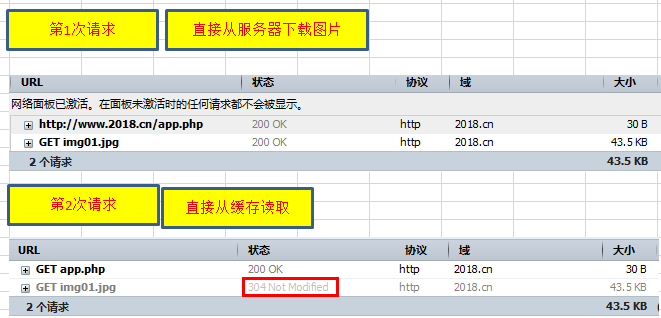 第1次请求 直接从服务器下载图片
URL 状态 协议 域 大小
网络面板已激活。在面板未激活时的任何请求都不会被显示。
http://www.2018.cn/app.php 200 OK http 2018.cn 30 B
GET img01.jpg 200 OK http 2018.cn 43.5 KB
2 个请求 43.5 KB
第2次请求 直接从缓存读取
URL 状态 协议 域 大小
GET app.php 200 OK http 2018.cn 30 B
GET img01.jpg 304 Not Modified http 2018.cn 43.5 KB
2 个请求 43.5 KB